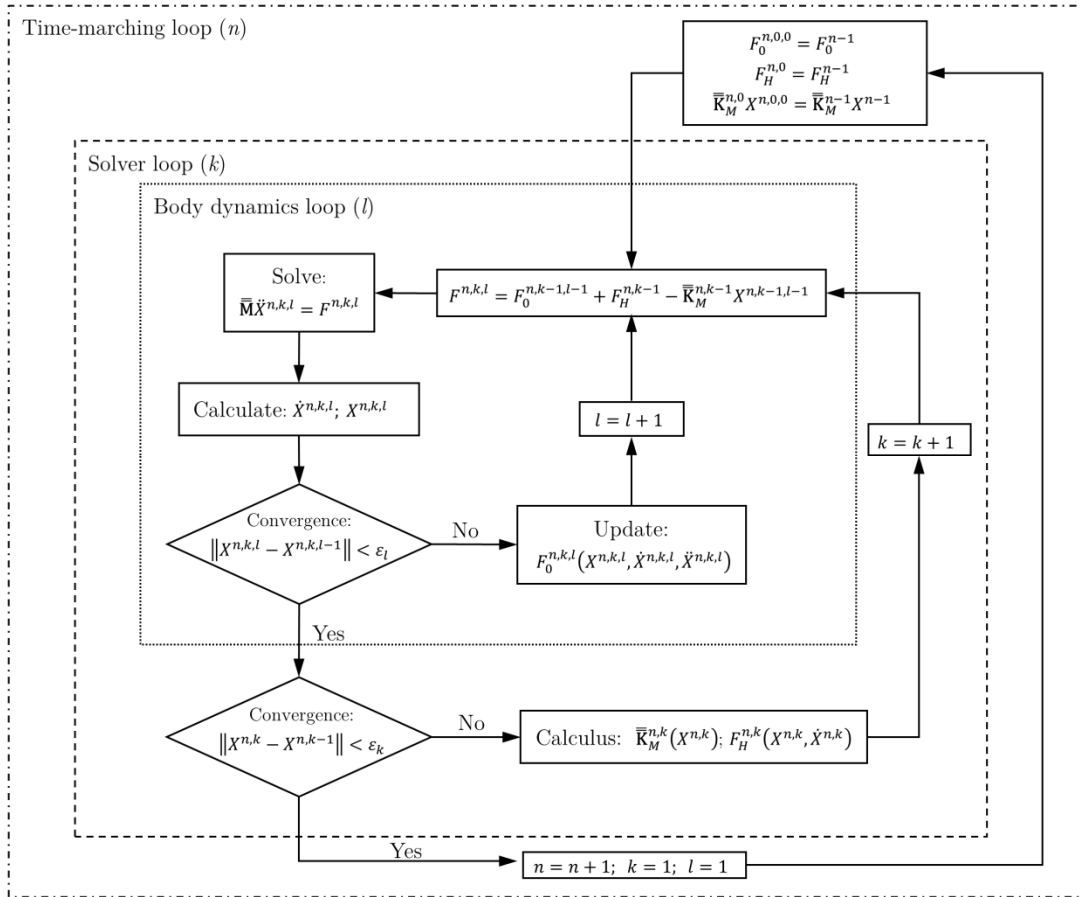 Time-marching loop (n)
F₀ⁿ'⁰'⁰ = F₀ⁿ⁻¹
F_H^{n,0} = F_H^{n−1}
K̿_M^{n,0} X^{n,0,0} = K̿_M^{n−1} X^{n−1}
Solver loop (k)
Body dynamics loop (l)
Solve:
M̿Ẍ^{n,k,l} = F^{n,k,l}
F^{n,k,l} = F_0^{n,k−1,l−1} + F_H^{n,k−1} − K̿_M^{n,k−1} X^{n,k−1,l−1}
Calculate: Ẋ^{n,k,l}; X^{n,k,l}
l = l + 1
k = k + 1
Convergence:
‖X^{n,k,l} − X^{n,k,l−1}‖ < ε_l
No
Update:
F_0^{n,k,l}(X^{n,k,l}, Ẋ^{n,k,l}, Ẍ^{n,k,l})
Yes
Convergence:
‖X^{n,k} − X^{n,k−1}‖ < ε_k
No
Calculus: K̿_M^{n,k}(X^{n,k}); F_H^{n,k}(X^{n,k}, Ẋ^{n,k})
Yes
n = n + 1; k = 1; l = 1